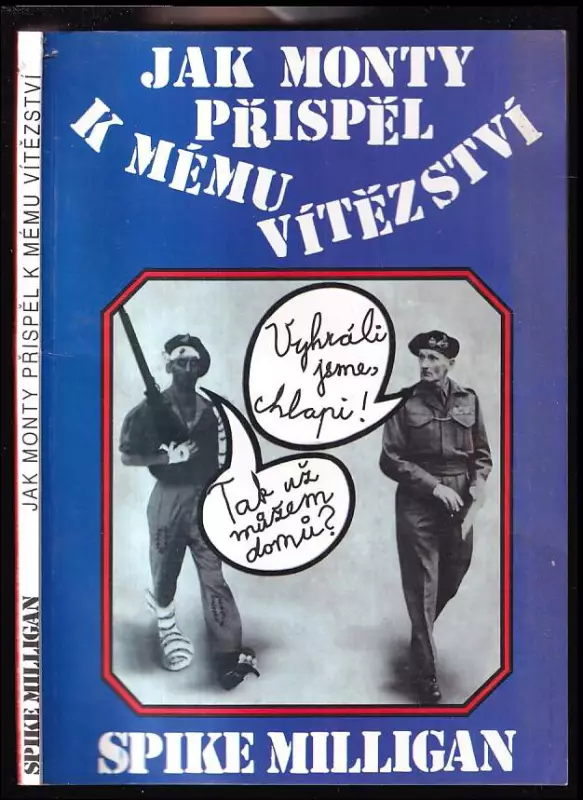 JAK MONTY
PŘISPĚL
K MÉMU
VÍTĚZSTVÍ
Vyhráli
jsme,
chlapi!
Tak už
můžem
domů?
SPIKE MILLIGAN
JAK MONTY PŘISPĚL K MÉMU VÍTĚZSTVÍ
SPIKE MILLIGAN